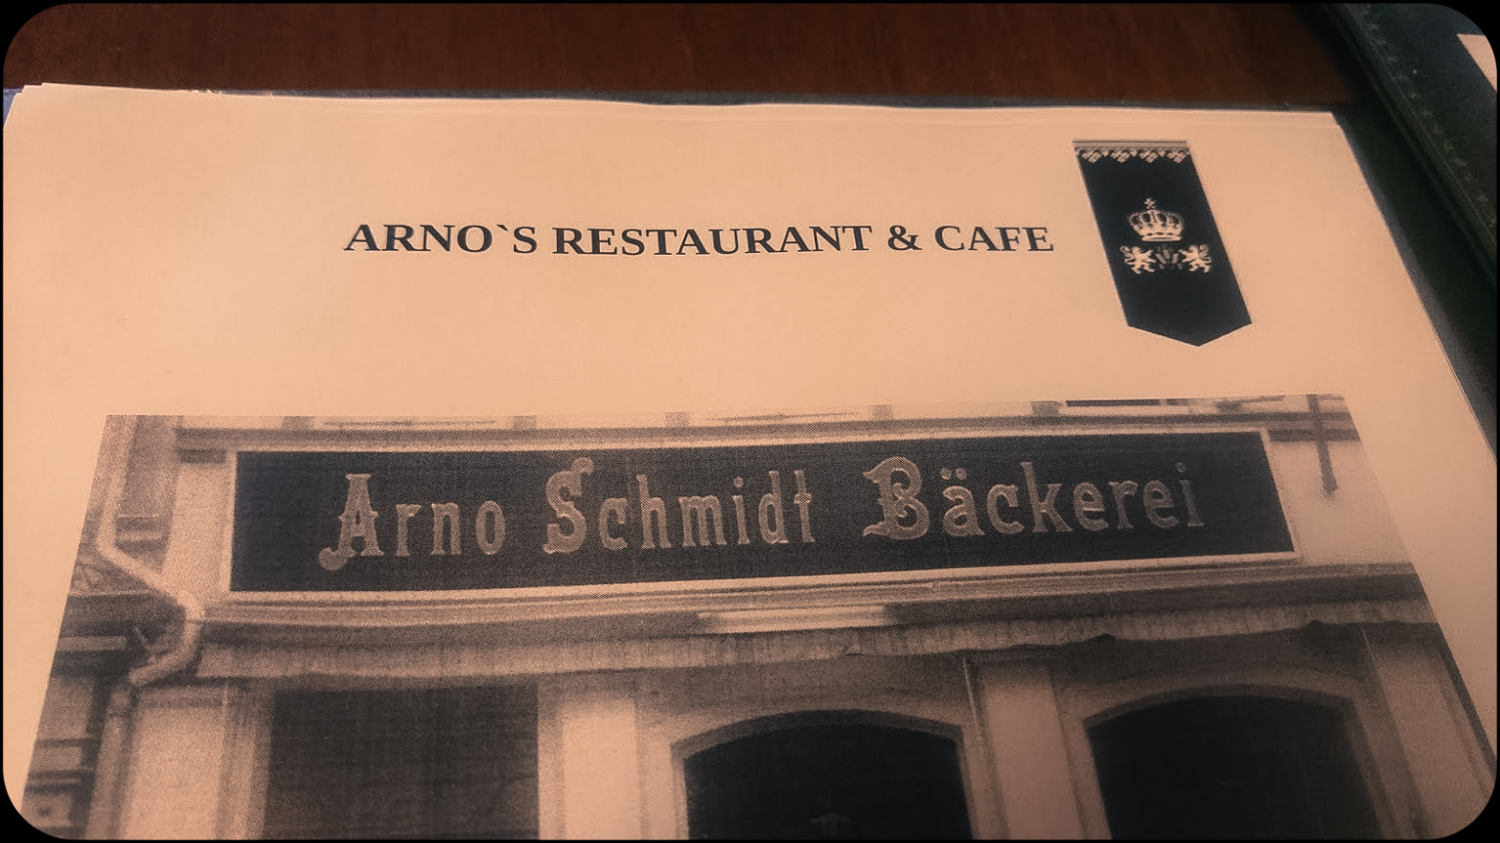 ARNO`S RESTAURANT & CAFE
Arno Schmidt Bäckerei